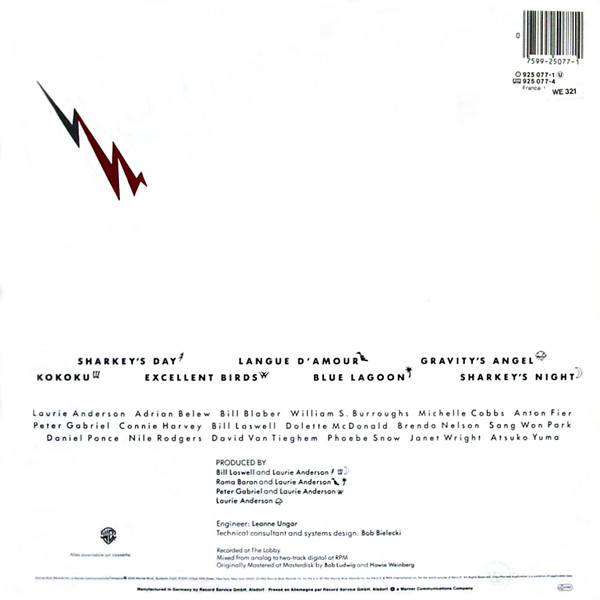 0
7599-25077-1
925 077-1 U
925 077-4
France: WE 321
SHARKEY'S DAY LANGUE D'AMOUR GRAVITY'S ANGEL
KOKOKU EXCELLENT BIRDS BLUE LAGOON SHARKEY'S NIGHT
Laurie Anderson Adrian Belew Bill Blaber William S. Burroughs Michelle Cobbs Anton Fier
Peter Gabriel Connie Harvey Bill Laswell Dolette McDonald Brenda Nelson Sang Won Park
Daniel Ponce Nile Rodgers David Van Tieghem Phoebe Snow Janet Wright Atsuko Yuma
PRODUCED BY
Bill Laswell and Laurie Anderson
Roma Baran and Laurie Anderson
Peter Gabriel and Laurie Anderson
Laurie Anderson
Engineer: Leanne Ungar
Technical consultant and systems design: Bob Bielecki
Also available on cassette
Recorded at The Lobby
Mixed from analog to two-track digital at RPM
Originally Mastered at Masterdisk by Bob Ludwig and Howie Weinberg
Manufactured in Germany by Record Service GmbH, Alsdorf · Pressé en Allemagne par Record Service GmbH, Alsdorf a Warner Communications Company